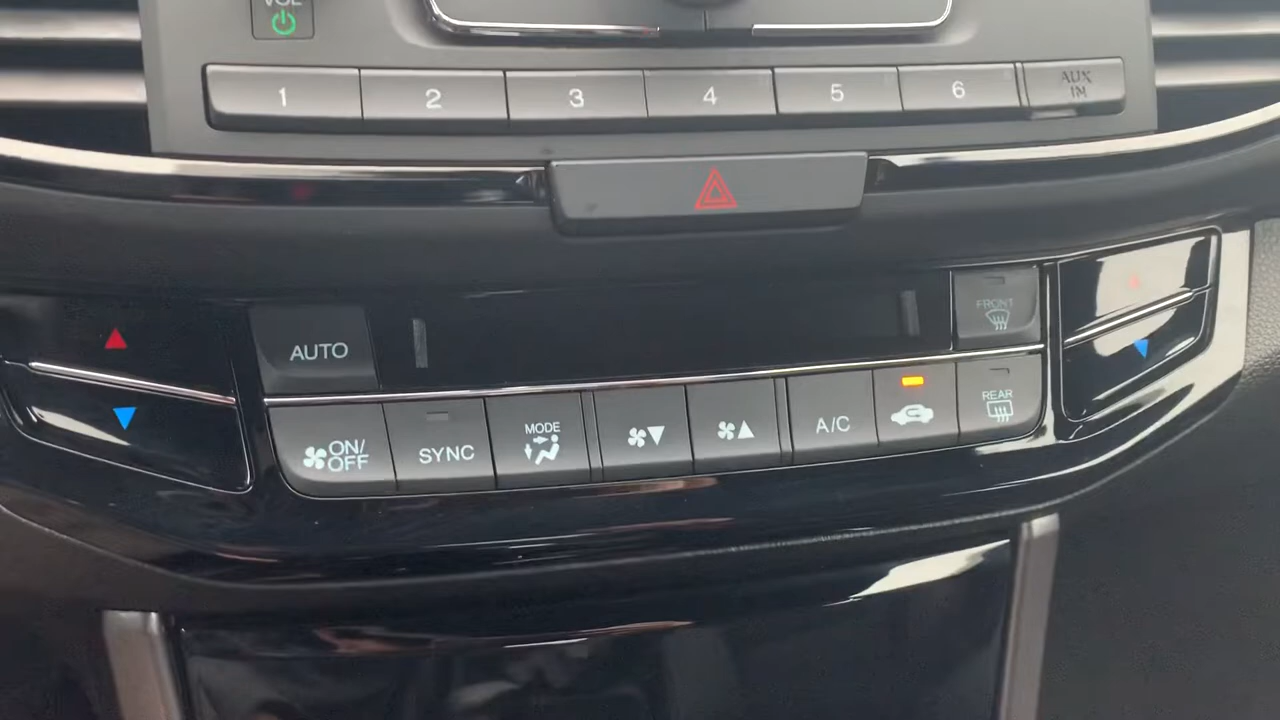 VOL
1 2 3 4 5 6 AUX IN
AUTO
FRONT
ON/OFF
SYNC
MODE
A/C
REAR